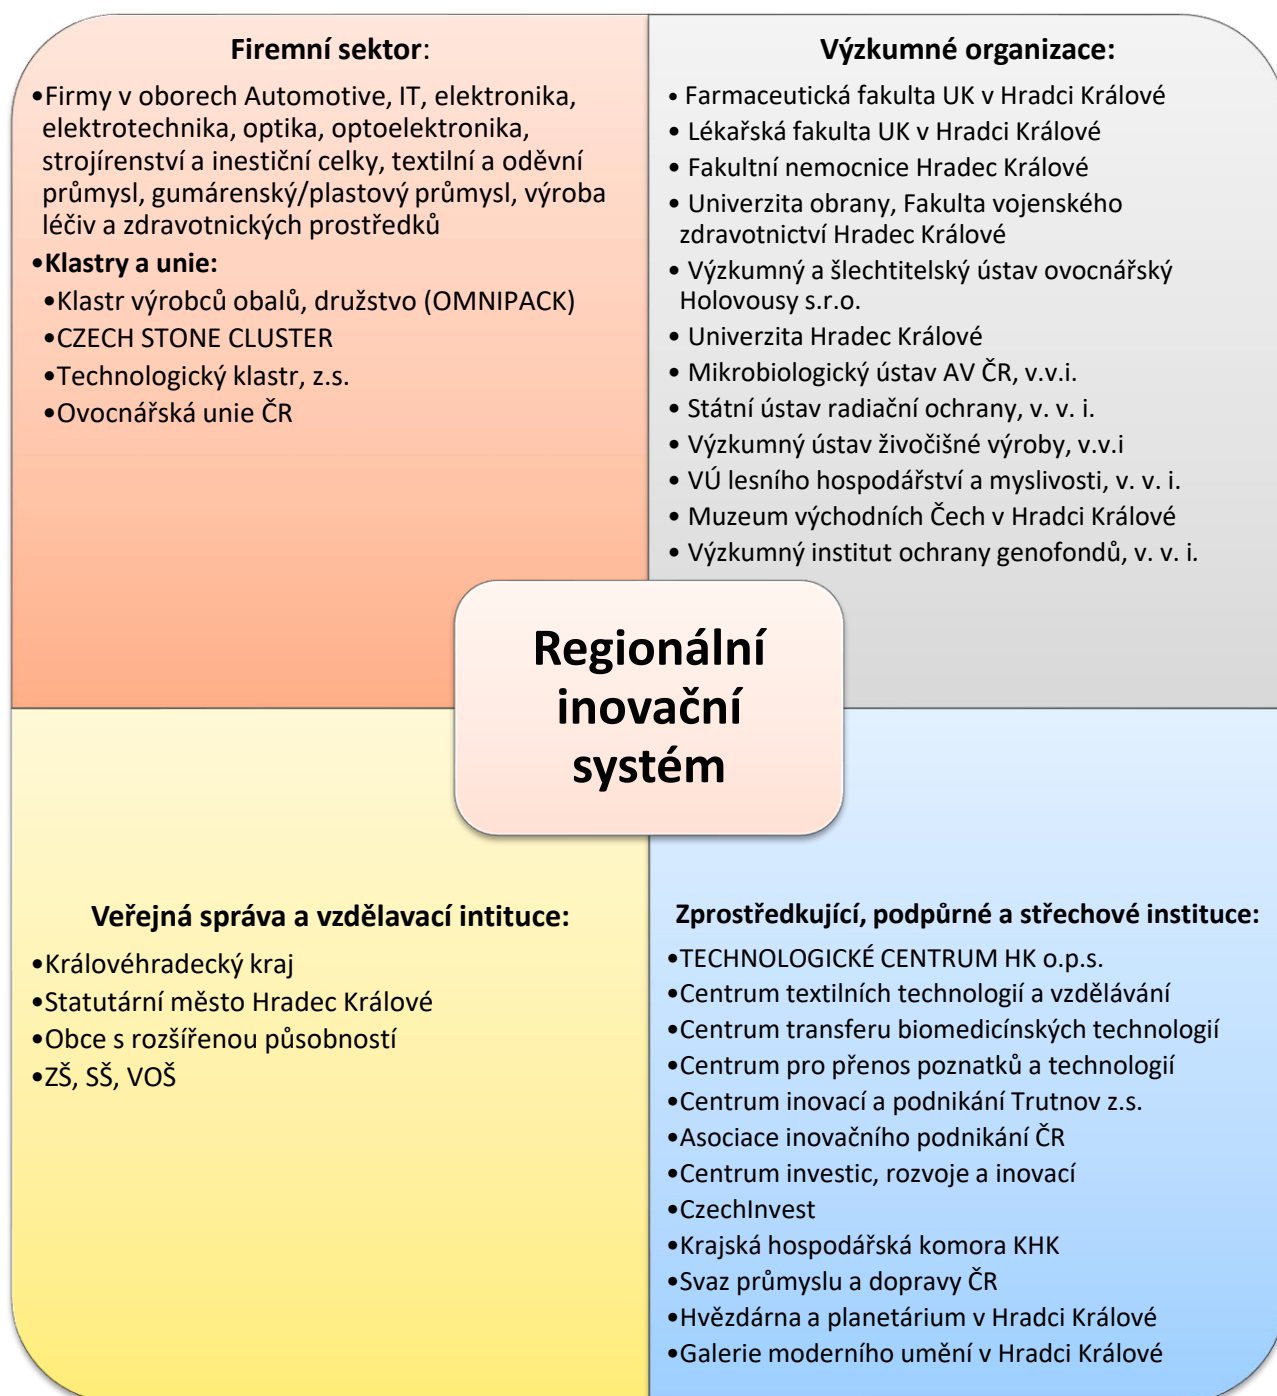 Firemní sektor:
•Firmy v oborech Automotive, IT, elektronika,
elektrotechnika, optika, optoelektronika,
strojírenství a inestiční celky, textilní a oděvní
průmysl, gumárenský/plastový průmysl, výroba
léčiv a zdravotnických prostředků
•Klastry a unie:
•Klastr výrobců obalů, družstvo (OMNIPACK)
•CZECH STONE CLUSTER
•Technologický klastr, z.s.
•Ovocnářská unie ČR
Výzkumné organizace:
• Farmaceutická fakulta UK v Hradci Králové
• Lékařská fakulta UK v Hradci Králové
• Fakultní nemocnice Hradec Králové
• Univerzita obrany, Fakulta vojenského
zdravotnictví Hradec Králové
• Výzkumný a šlechtitelský ústav ovocnářský
Holovousy s.r.o.
• Univerzita Hradec Králové
• Mikrobiologický ústav AV ČR, v.v.i.
• Státní ústav radiační ochrany, v. v. i.
• Výzkumný ústav živočišné výroby, v.v.i
• VÚ lesního hospodářství a myslivosti, v. v. i.
• Muzeum východních Čech v Hradci Králové
• Výzkumný institut ochrany genofondů, v. v. i.
Regionální
inovační
systém
Veřejná správa a vzdělavací intituce:
•Královéhradecký kraj
•Statutární město Hradec Králové
•Obce s rozšířenou působností
•ZŠ, SŠ, VOŠ
Zprostředkující, podpůrné a střechové instituce:
•TECHNOLOGICKÉ CENTRUM HK o.p.s.
•Centrum textilních technologií a vzdělávání
•Centrum transferu biomedicínských technologií
•Centrum pro přenos poznatků a technologií
•Centrum inovací a podnikání Trutnov z.s.
•Asociace inovačního podnikání ČR
•Centrum investic, rozvoje a inovací
•CzechInvest
•Krajská hospodářská komora KHK
•Svaz průmyslu a dopravy ČR
•Hvězdárna a planetárium v Hradci Králové
•Galerie moderního umění v Hradci Králové